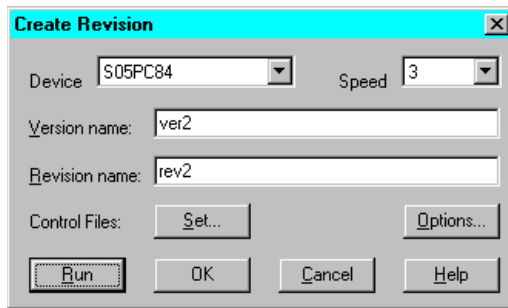 Create Revision
Device S05PC84 Speed 3
Version name: ver2
Revision name: rev2
Control Files: Set... Options...
Run OK Cancel Help